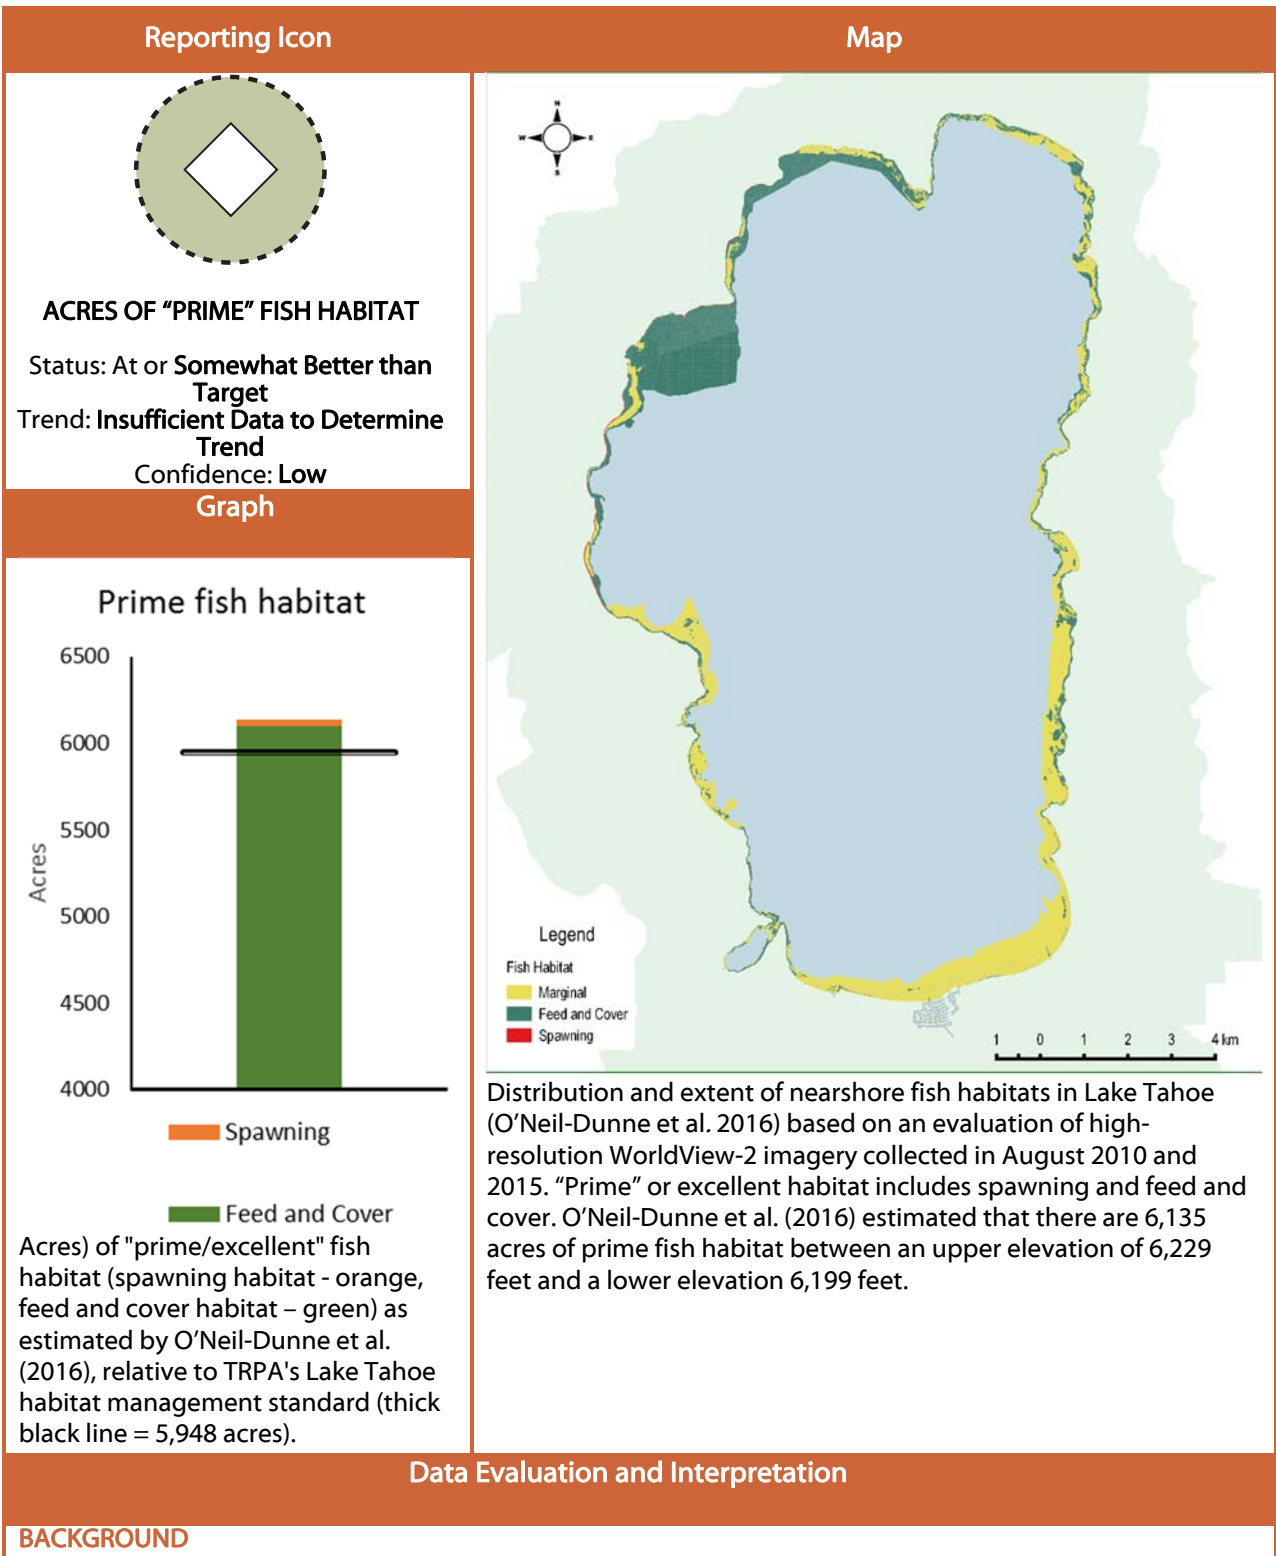 Reporting Icon
Map
ACRES OF “PRIME” FISH HABITAT
Status: At or Somewhat Better than
Target
Trend: Insufficient Data to Determine
Trend
Confidence: Low
Graph
Prime fish habitat
6500
6000
5500
5000
4500
4000
Acres
Spawning
Feed and Cover
Acres) of "prime/excellent" fish
habitat (spawning habitat - orange,
feed and cover habitat – green) as
estimated by O’Neil-Dunne et al.
(2016), relative to TRPA's Lake Tahoe
habitat management standard (thick
black line = 5,948 acres).
N
W
E
S
Legend
Fish Habitat
Marginal
Feed and Cover
Spawning
1 0 1 2 3 4 km
Distribution and extent of nearshore fish habitats in Lake Tahoe
(O’Neil-Dunne et al. 2016) based on an evaluation of high-
resolution WorldView-2 imagery collected in August 2010 and
2015. “Prime” or excellent habitat includes spawning and feed and
cover. O’Neil-Dunne et al. (2016) estimated that there are 6,135
acres of prime fish habitat between an upper elevation of 6,229
feet and a lower elevation 6,199 feet.
Data Evaluation and Interpretation
BACKGROUND